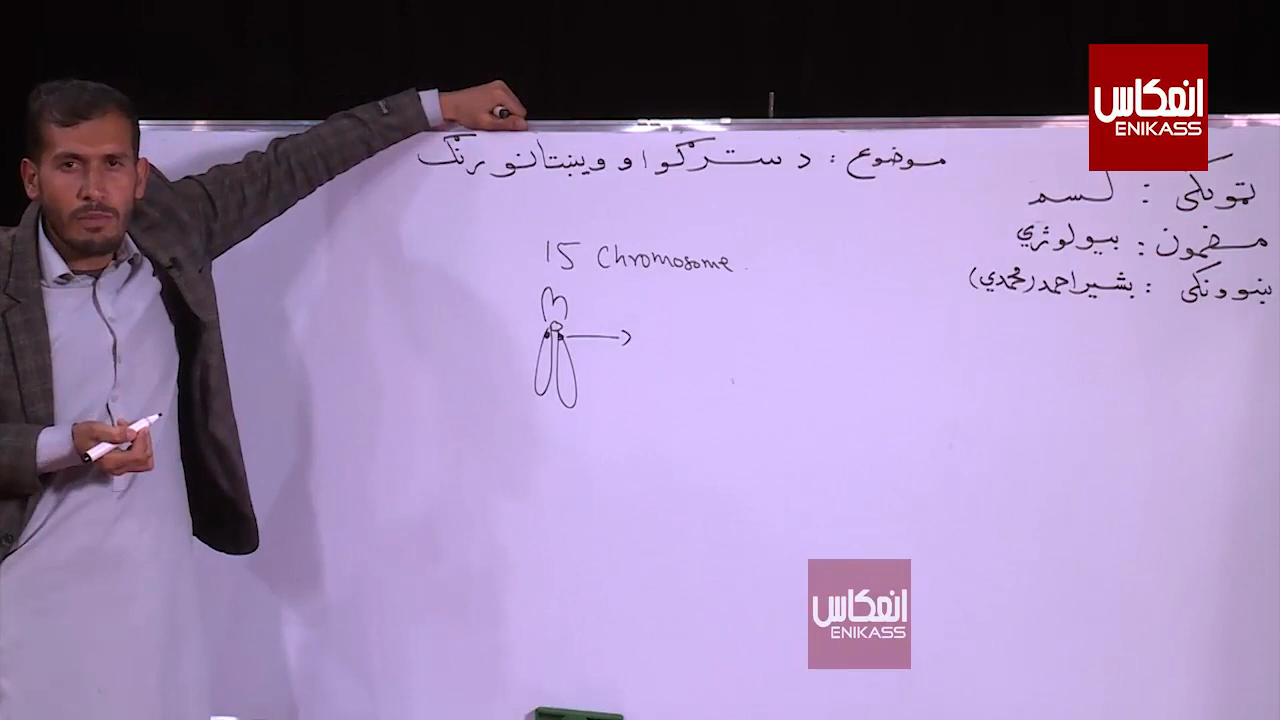 انعکاس
ENIKASS
موضوع : د سترګو او ویښتانو رنګ
ټولګی : لسم
مضمون : بیولوژي
ښوونکی : بشیراحمد (محمدي)
15 Chromosome
انعکاس
ENIKASS